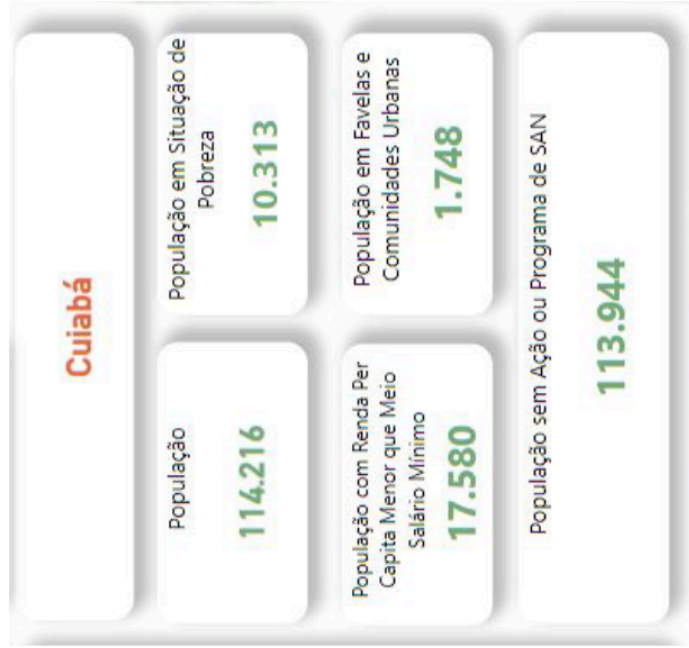 Cuiabá
População
114.216
População em Situação de
Pobreza
10.313
População com Renda Per
Capita Menor que Meio
Salário Mínimo
17.580
População em Favelas e
Comunidades Urbanas
1.748
População sem Ação ou Programa de SAN
113.944